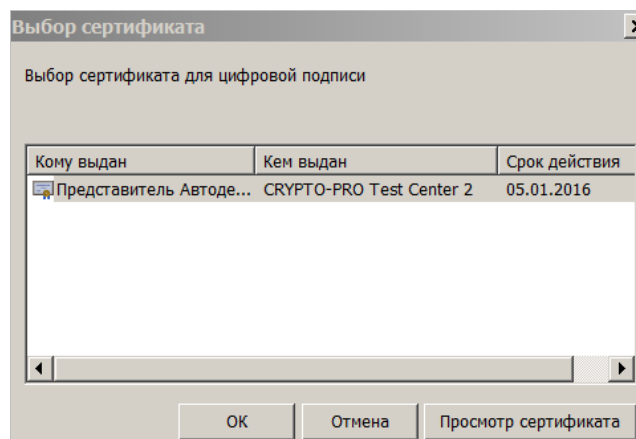 Выбор сертификата
Выбор сертификата для цифровой подписи
Кому выдан Кем выдан Срок действия
Представитель Автоде... CRYPTO-PRO Test Center 2 05.01.2016
ОК Отмена Просмотр сертификата